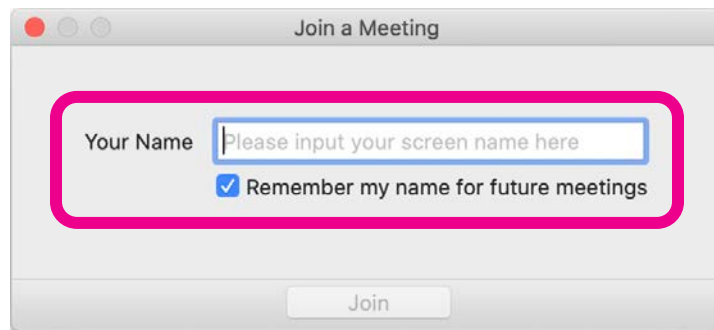 Join a Meeting
Your Name Please input your screen name here
Remember my name for future meetings
Join